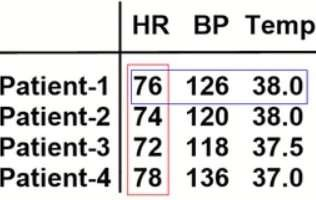 HR BP Temp
Patient-1 76 126 38.0
Patient-2 74 120 38.0
Patient-3 72 118 37.5
Patient-4 78 136 37.0